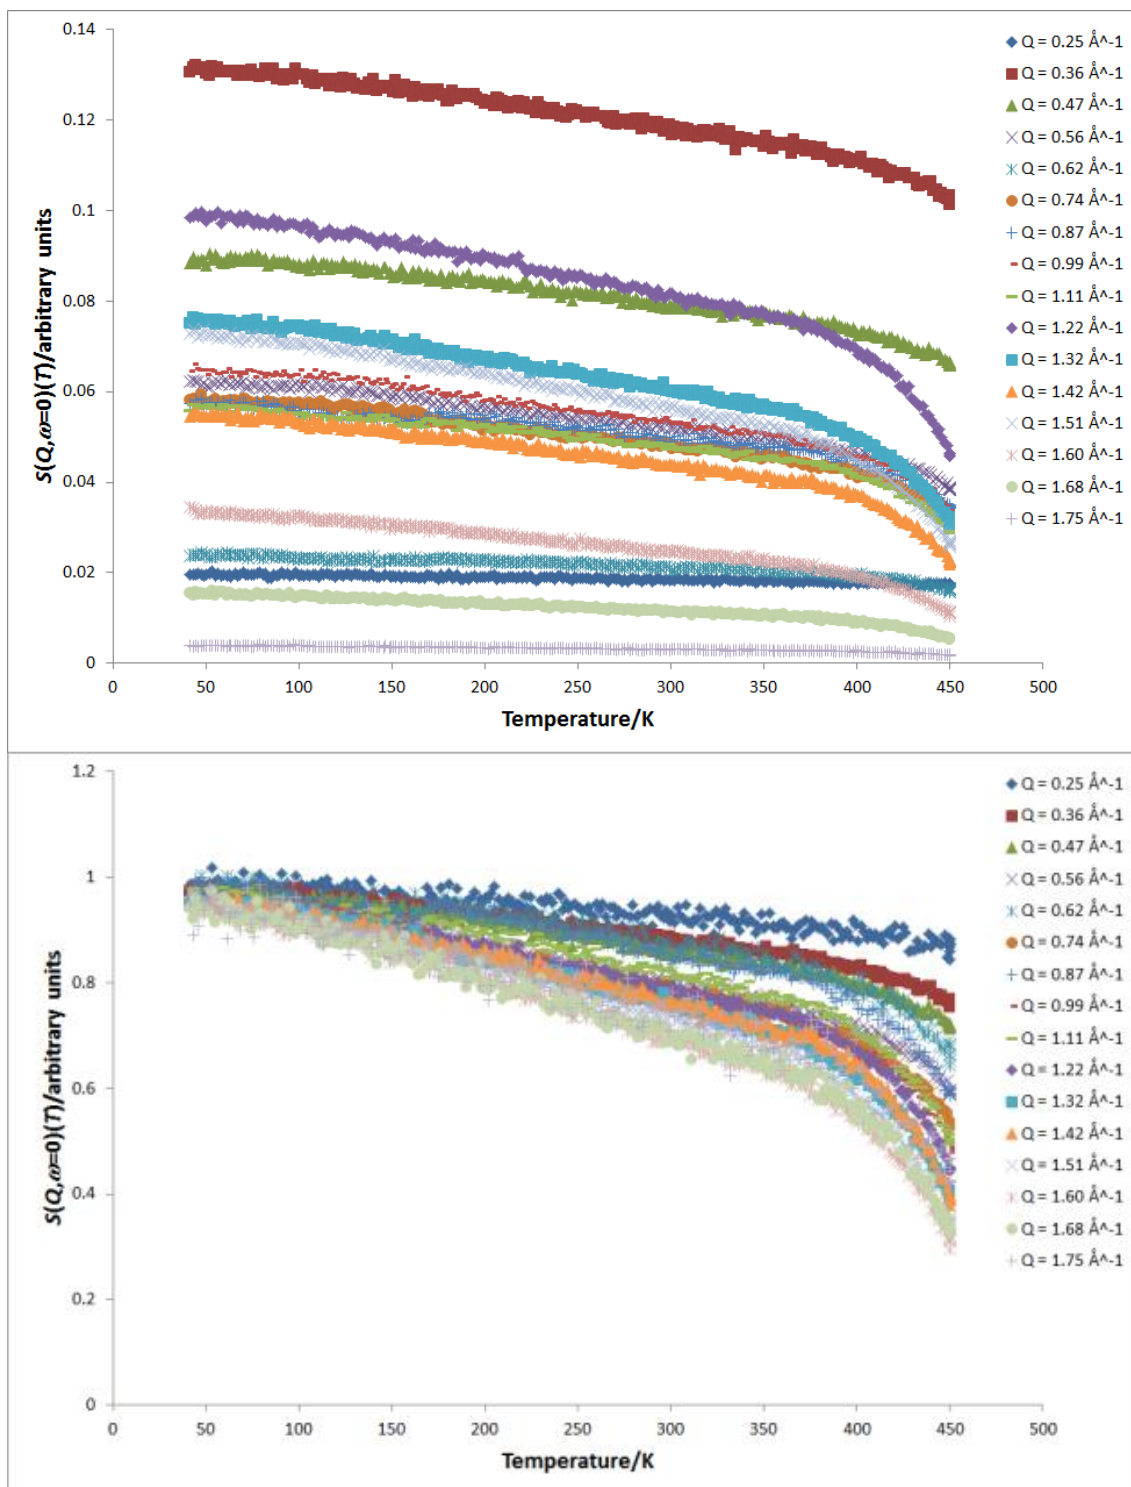 0.14
0.12
0.1
0.08
0.06
0.04
0.02
0
S(Q,ω=0)(T)/arbitrary units
0 50 100 150 200 250 300 350 400 450 500
Temperature/K
Q = 0.25 Å^-1
Q = 0.36 Å^-1
Q = 0.47 Å^-1
Q = 0.56 Å^-1
Q = 0.62 Å^-1
Q = 0.74 Å^-1
Q = 0.87 Å^-1
Q = 0.99 Å^-1
Q = 1.11 Å^-1
Q = 1.22 Å^-1
Q = 1.32 Å^-1
Q = 1.42 Å^-1
Q = 1.51 Å^-1
Q = 1.60 Å^-1
Q = 1.68 Å^-1
Q = 1.75 Å^-1
1.2
1
0.8
0.6
0.4
0.2
0
S(Q,ω=0)(T)/arbitrary units
0 50 100 150 200 250 300 350 400 450 500
Temperature/K
Q = 0.25 Å^-1
Q = 0.36 Å^-1
Q = 0.47 Å^-1
Q = 0.56 Å^-1
Q = 0.62 Å^-1
Q = 0.74 Å^-1
Q = 0.87 Å^-1
Q = 0.99 Å^-1
Q = 1.11 Å^-1
Q = 1.22 Å^-1
Q = 1.32 Å^-1
Q = 1.42 Å^-1
Q = 1.51 Å^-1
Q = 1.60 Å^-1
Q = 1.68 Å^-1
Q = 1.75 Å^-1